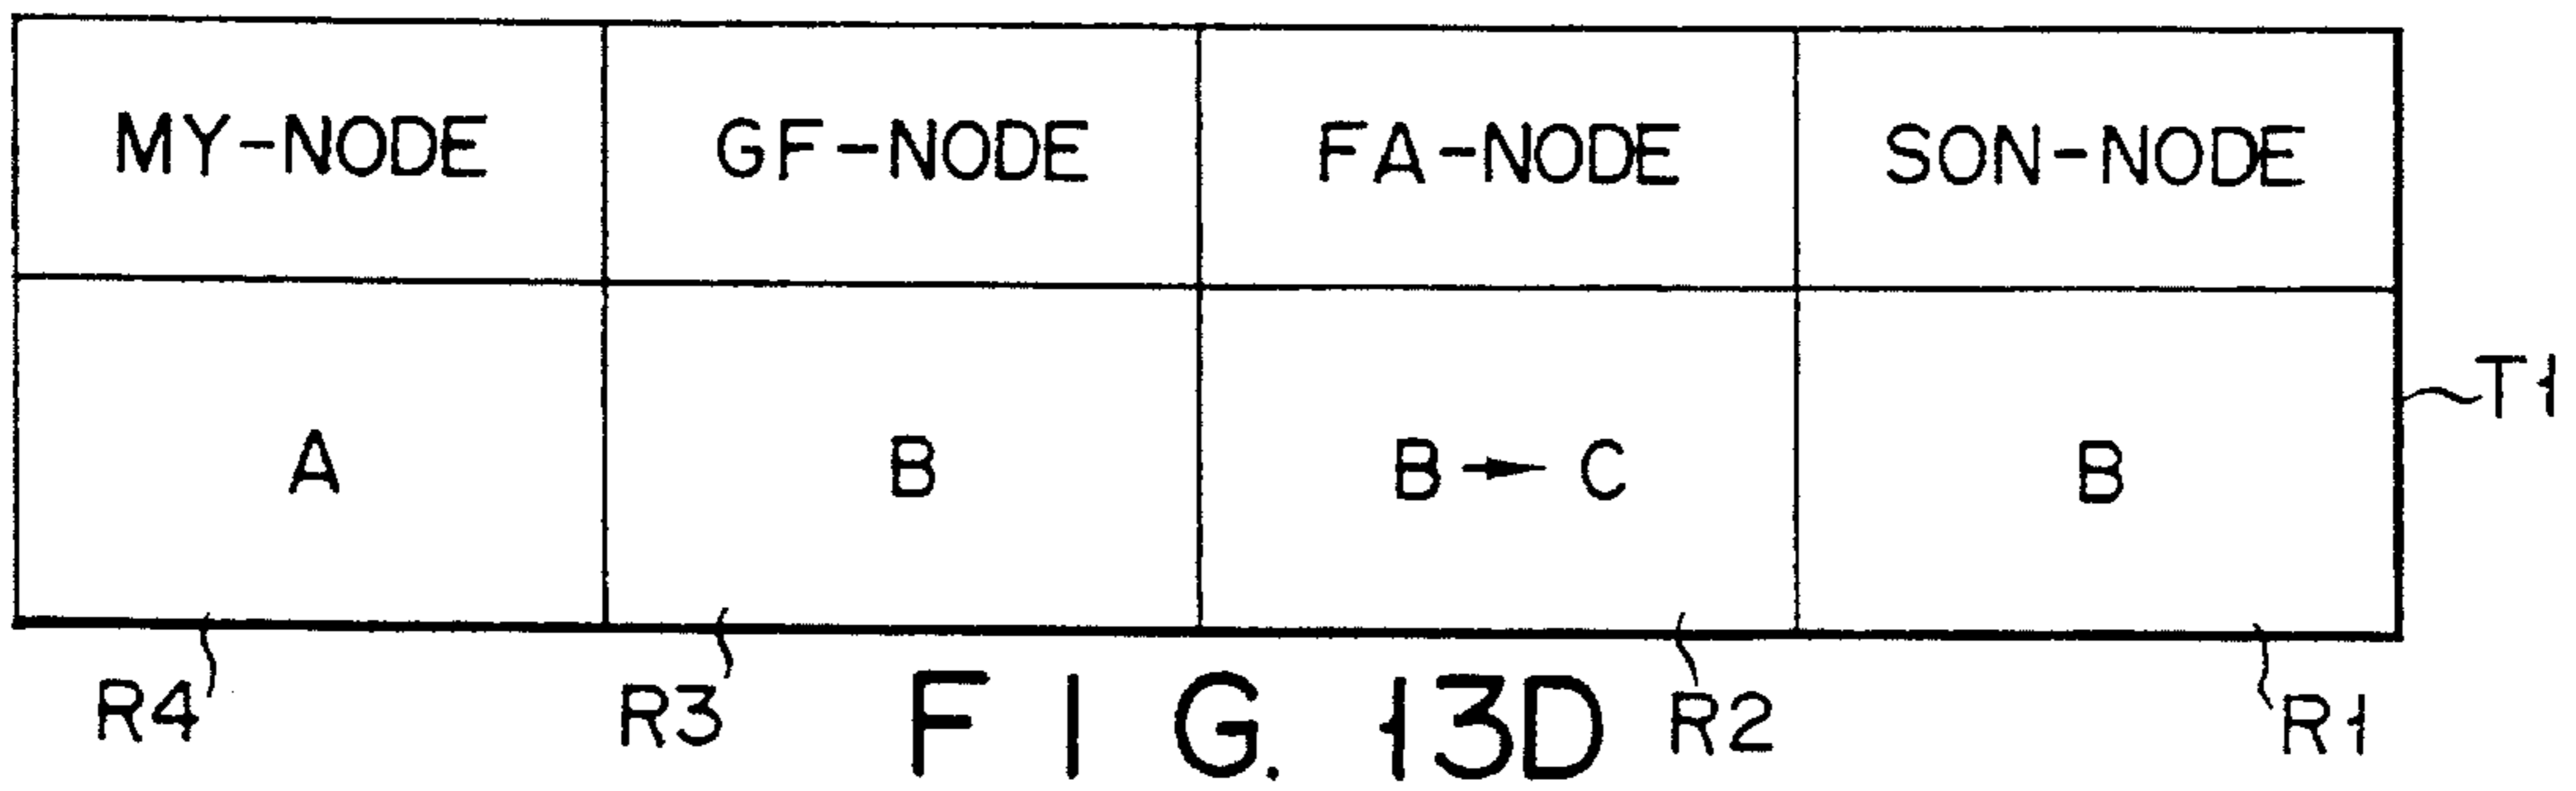 MY-NODE GF-NODE FA-NODE SON-NODE
A B B → C B
T1
R4 R3 R2 R1
FIG. 13D